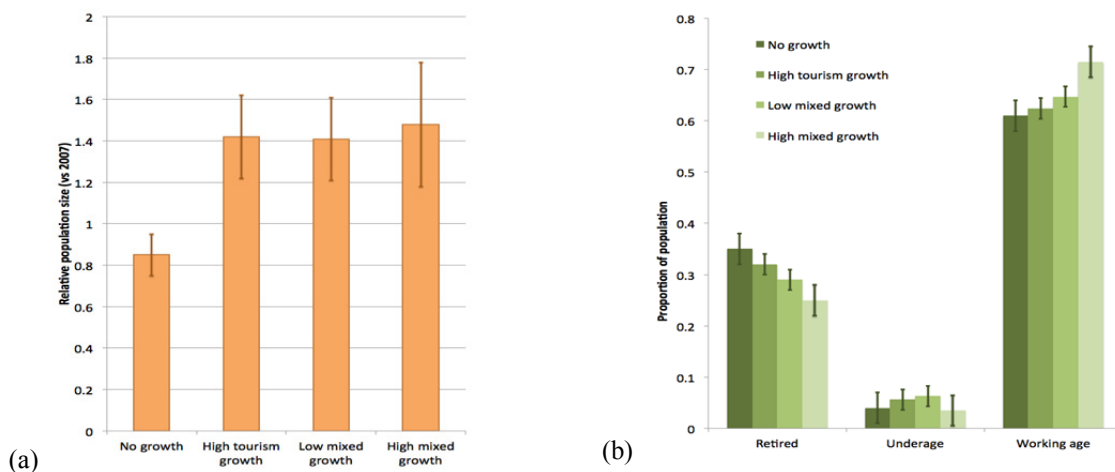 2
1.8
1.6
1.4
1.2
1
0.8
0.6
0.4
0.2
0
Relative population size (vs 2007)
No growth
High tourism
growth
Low mixed
growth
High mixed
growth
(a)
0.8
0.7
0.6
0.5
0.4
0.3
0.2
0.1
0
Proportion of population
No growth
High tourism growth
Low mixed growth
High mixed growth
Retired
Underage
Working age
(b)